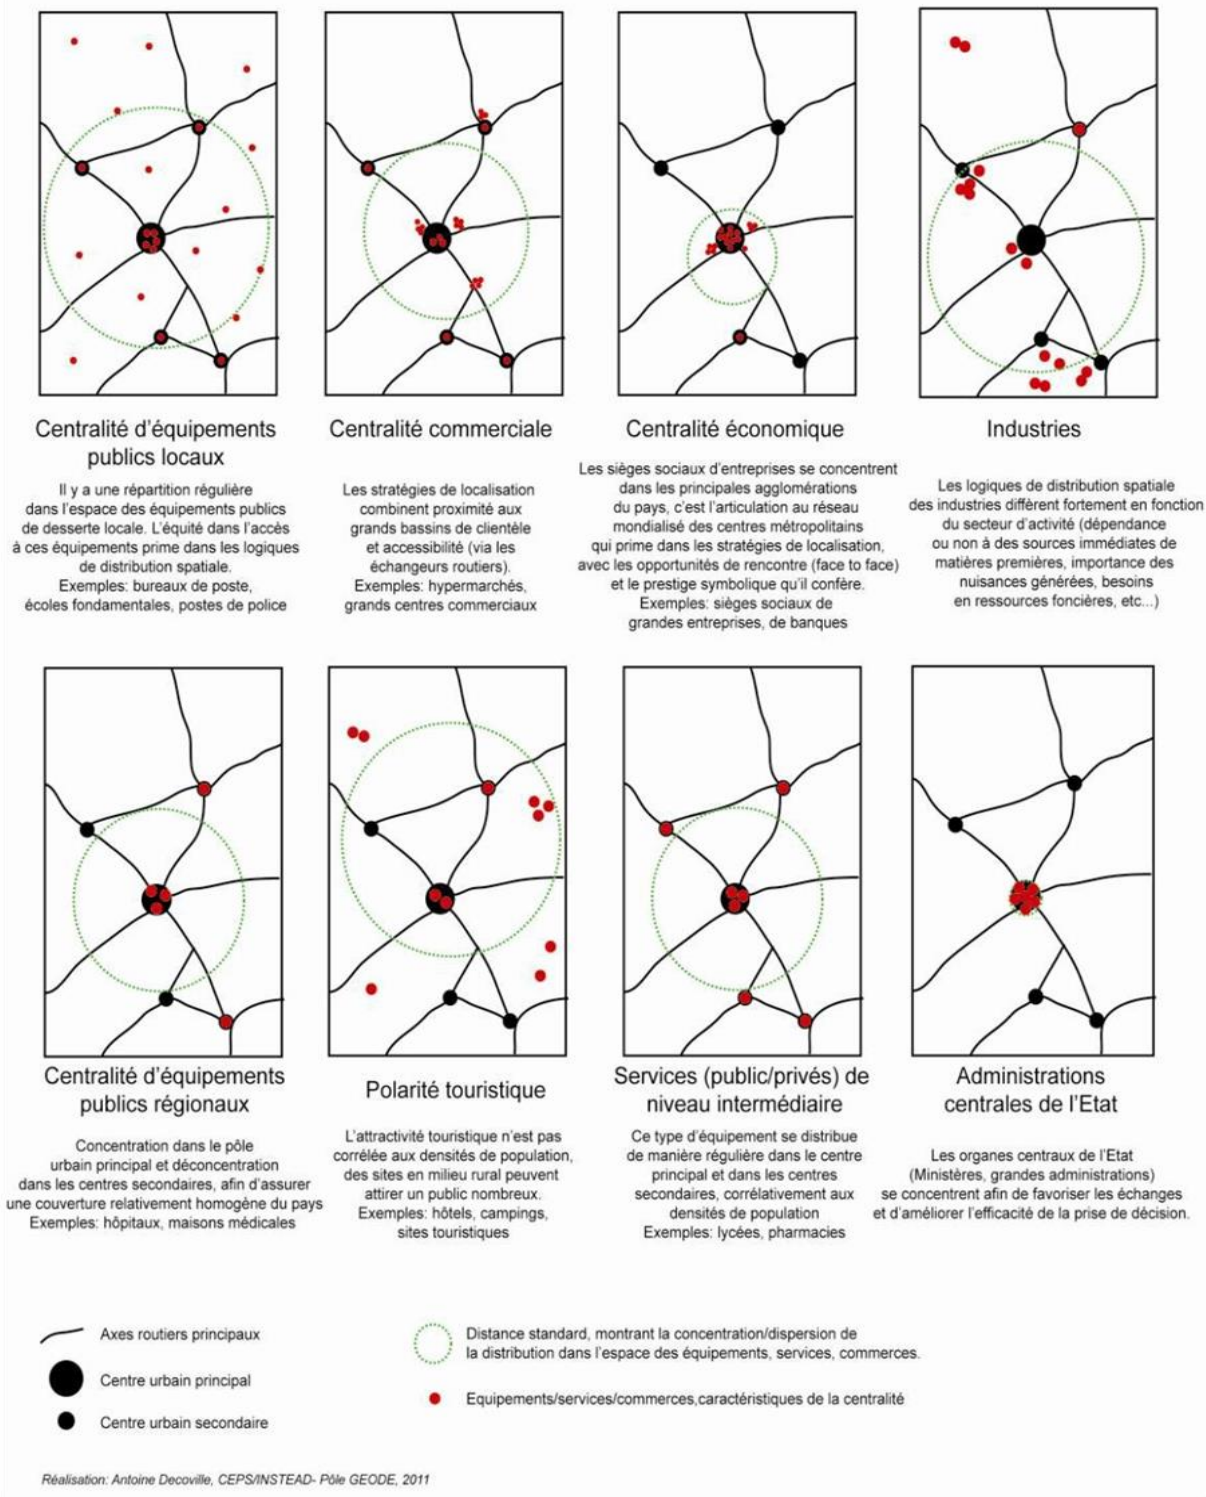 Centralité d'équipements
publics locaux
Il y a une répartition régulière
dans l'espace des équipements publics
de desserte locale. L'équité dans l'accès
à ces équipements prime dans les logiques
de distribution spatiale.
Exemples: bureaux de poste,
écoles fondamentales, postes de police
Centralité commerciale
Les stratégies de localisation
combinent proximité aux
grands bassins de clientèle
et accessibilité (via les
échangeurs routiers).
Exemples: hypermarchés,
grands centres commerciaux
Centralité économique
Les sièges sociaux d'entreprises se concentrent
dans les principales agglomérations
du pays, c'est l'articulation au réseau
mondialisé des centres métropolitains
qui prime dans les stratégies de localisation,
avec les opportunités de rencontre (face to face)
et le prestige symbolique qu'il confère.
Exemples: sièges sociaux de
grandes entreprises, de banques
Industries
Les logiques de distribution spatiale
des industries diffèrent fortement en fonction
du secteur d'activité (dépendance
ou non à des sources immédiates de
matières premières, importance des
nuisances générées, besoins
en ressources foncières, etc...)
Centralité d'équipements
publics régionaux
Concentration dans le pôle
urbain principal et déconcentration
dans les centres secondaires, afin d'assurer
une couverture relativement homogène du pays
Exemples: hôpitaux, maisons médicales
Polarité touristique
L'attractivité touristique n'est pas
corrélée aux densités de population,
des sites en milieu rural peuvent
attirer un public nombreux.
Exemples: hôtels, campings,
sites touristiques
Services (public/privés) de
niveau intermédiaire
Ce type d'équipement se distribue
de manière régulière dans le centre
principal et dans les centres
secondaires, corrélativement aux
densités de population
Exemples: lycées, pharmacies
Administrations
centrales de l'Etat
Les organes centraux de l'Etat
(Ministères, grandes administrations)
se concentrent afin de favoriser les échanges
et d'améliorer l'efficacité de la prise de décision.
Axes routiers principaux
Centre urbain principal
Centre urbain secondaire
Distance standard, montrant la concentration/dispersion de
la distribution dans l'espace des équipements, services, commerces.
Equipements/services/commerces,caractéristiques de la centralité
Réalisation: Antoine Decoville, CEPS/INSTEAD- Pôle GEODE, 2011